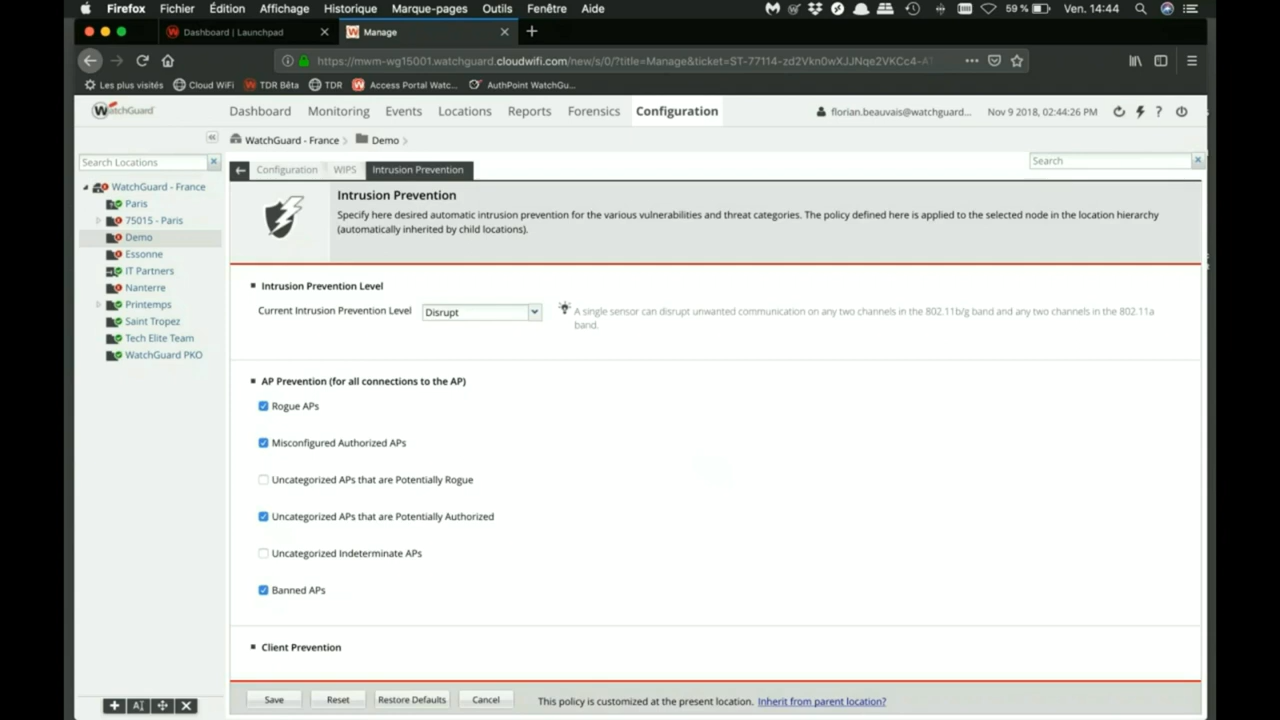 Firefox Fichier Édition Affichage Historique Marque-pages Outils Fenêtre Aide 59 % Ven. 14:44
Dashboard | Launchpad
Manage
https://mwm-wg15001.watchguard.cloudwifi.com/new/s/0/?title=Manage&ticket=ST-77114-zd2Vkn0wXJJNqe2VKCc4-A
Les plus visités Cloud WiFi TDR Bêta TDR Access Portal Watc... AuthPoint WatchGu...
WatchGuard Dashboard Monitoring Events Locations Reports Forensics Configuration florian.beauvais@watchguard... Nov 9 2018, 02:44:26 PM
WatchGuard - France Demo
Search Locations
Search
Configuration WIPS Intrusion Prevention
WatchGuard - France
Paris
75015 - Paris
Demo
Essonne
IT Partners
Nanterre
Printemps
Saint Tropez
Tech Elite Team
WatchGuard PKO
Intrusion Prevention
Specify here desired automatic intrusion prevention for the various vulnerabilities and threat categories. The policy defined here is applied to the selected node in the location hierarchy
(automatically inherited by child locations).
Intrusion Prevention Level
Current Intrusion Prevention Level Disrupt
A single sensor can disrupt unwanted communication on any two channels in the 802.11b/g band and any two channels in the 802.11a
band.
AP Prevention (for all connections to the AP)
Rogue APs
Misconfigured Authorized APs
Uncategorized APs that are Potentially Rogue
Uncategorized APs that are Potentially Authorized
Uncategorized Indeterminate APs
Banned APs
Client Prevention
Save Reset Restore Defaults Cancel This policy is customized at the present location. Inherit from parent location?